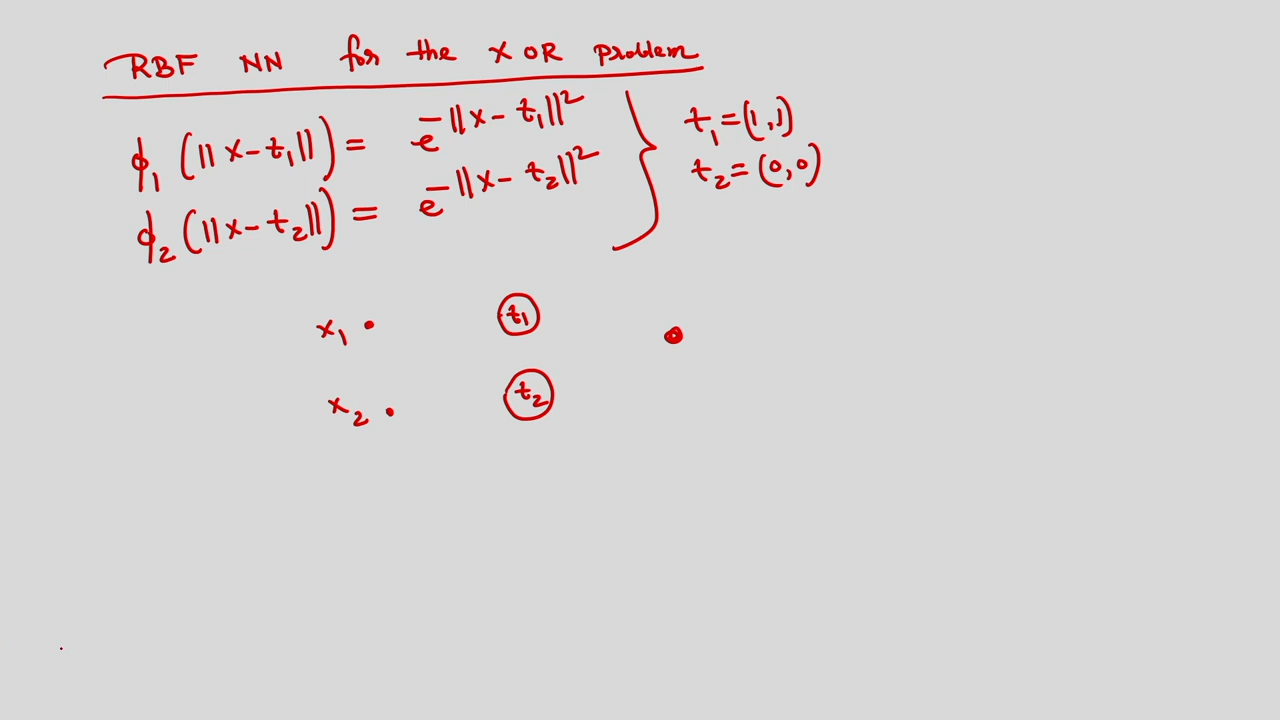 RBF NN for the XOR problem
ϕ₁ (||x-t₁||) = e^-||x-t₁||² } t₁=(1,1)
ϕ₂ (||x-t₂||) = e^-||x-t₂||² t₂=(0,0)
x₁ t₁
x₂ t₂